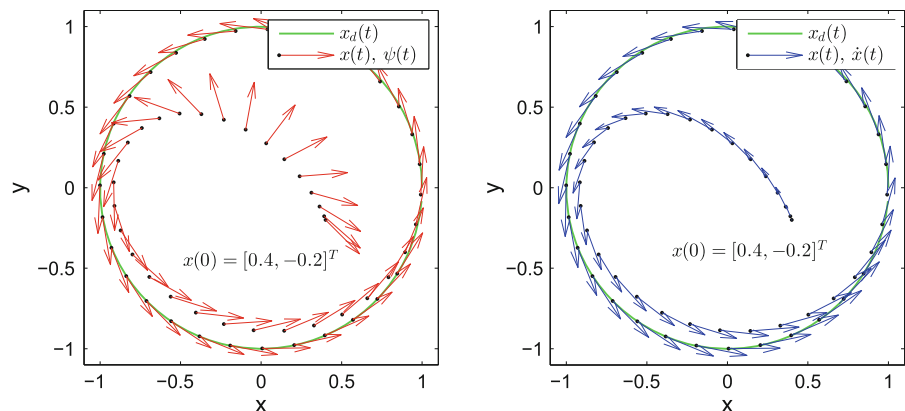 x_d(t)
x(t), ψ(t)
1
0.5
0
−0.5
−1
y
x(0) = [0.4, −0.2]^T
−1 −0.5 0 0.5 1
x
x_d(t)
x(t), ẋ(t)
1
0.5
0
−0.5
−1
y
x(0) = [0.4, −0.2]^T
−1 −0.5 0 0.5 1
x